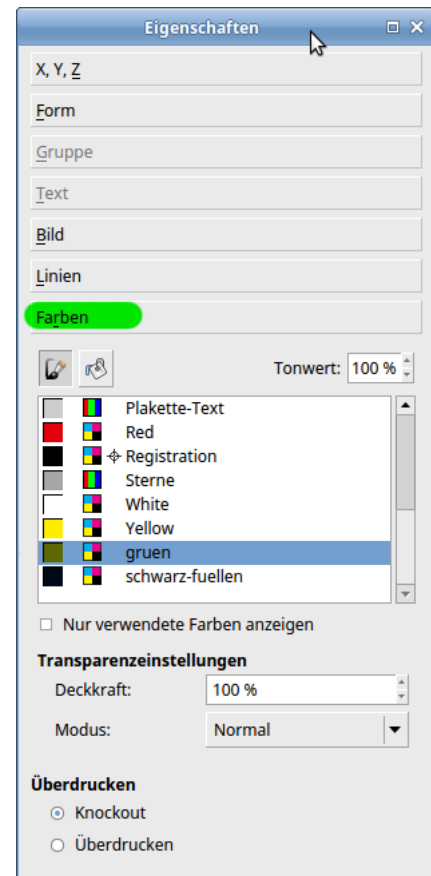 Eigenschaften
X, Y, Z
Form
Gruppe
Text
Bild
Linien
Farben
Tonwert: 100 %
Plakette-Text
Red
Registration
Sterne
White
Yellow
gruen
schwarz-fuellen
Nur verwendete Farben anzeigen
Transparenzeinstellungen
Deckkraft: 100 %
Modus: Normal
Überdrucken
Knockout
Überdrucken